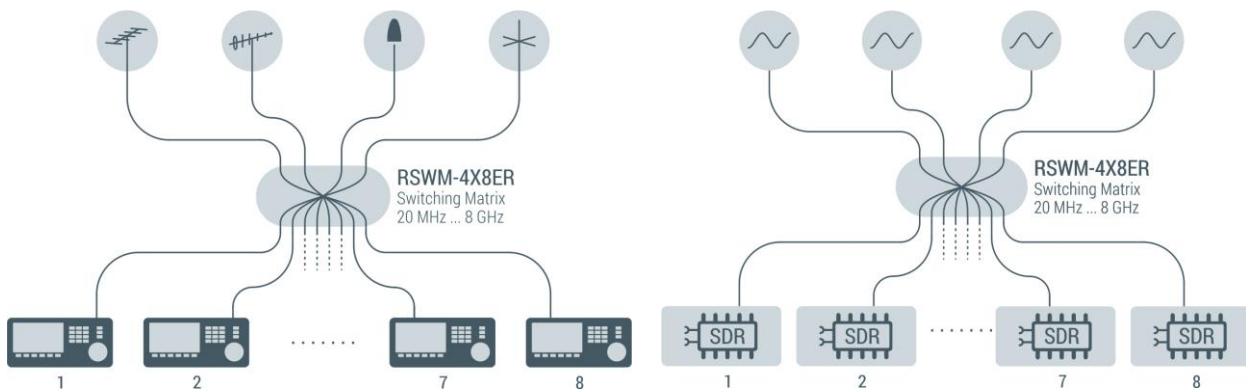 RSWM-4X8ER
Switching Matrix
20 MHz ... 8 GHz
1
2
.......
7
8
RSWM-4X8ER
Switching Matrix
20 MHz ... 8 GHz
SDR
SDR
.......
SDR
SDR
1
2
7
8